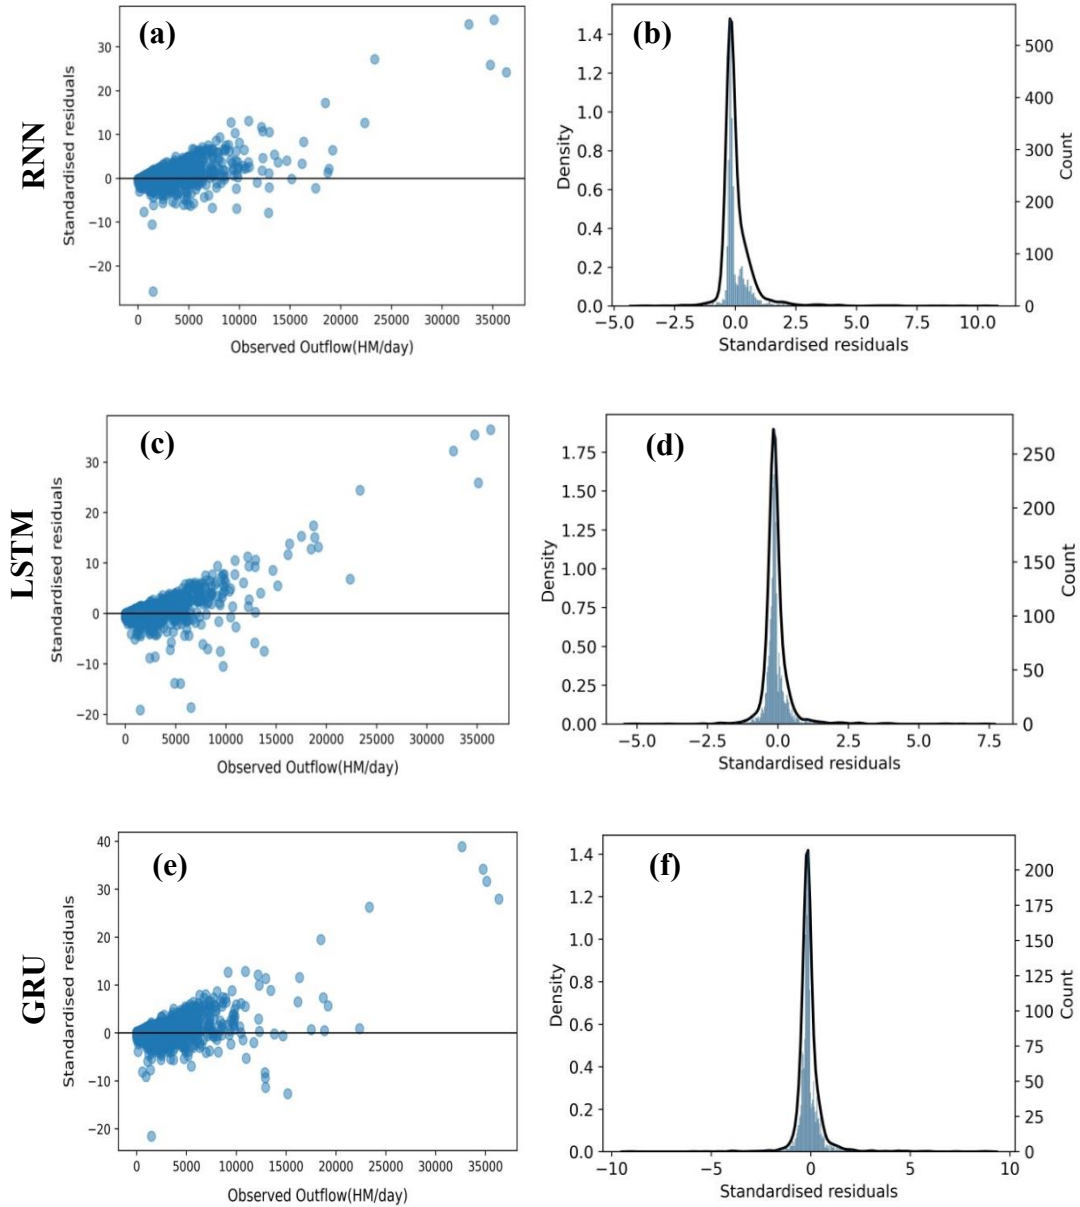 RNN
(a)
30
20
10
0
−10
−20
Standardised residuals
0 5000 10000 15000 20000 25000 30000 35000
Observed Outflow(HM/day)
(b)
1.4
1.2
1.0
0.8
0.6
0.4
0.2
0.0
Density
500
400
300
200
100
0
Count
−5.0 −2.5 0.0 2.5 5.0 7.5 10.0
Standardised residuals
LSTM
(c)
30
20
10
0
−10
−20
Standardised residuals
0 5000 10000 15000 20000 25000 30000 35000
Observed Outflow(HM/day)
(d)
1.75
1.50
1.25
1.00
0.75
0.50
0.25
0.00
Density
250
200
150
100
50
0
Count
−5.0 −2.5 0.0 2.5 5.0 7.5
Standardised residuals
GRU
(e)
40
30
20
10
0
−10
−20
Standardised residuals
0 5000 10000 15000 20000 25000 30000 35000
Observed Outflow(HM/day)
(f)
1.4
1.2
1.0
0.8
0.6
0.4
0.2
0.0
Density
200
175
150
125
100
75
50
25
0
Count
−10 −5 0 5 10
Standardised residuals